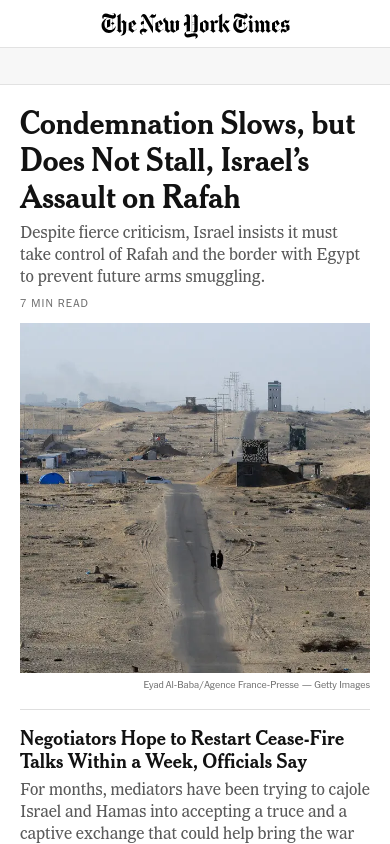 The New York Times
Condemnation Slows, but
Does Not Stall, Israel’s
Assault on Rafah
Despite fierce criticism, Israel insists it must
take control of Rafah and the border with Egypt
to prevent future arms smuggling.
7 MIN READ
Eyad Al-Baba/Agence France-Presse — Getty Images
Negotiators Hope to Restart Cease-Fire
Talks Within a Week, Officials Say
For months, mediators have been trying to cajole
Israel and Hamas into accepting a truce and a
captive exchange that could help bring the war